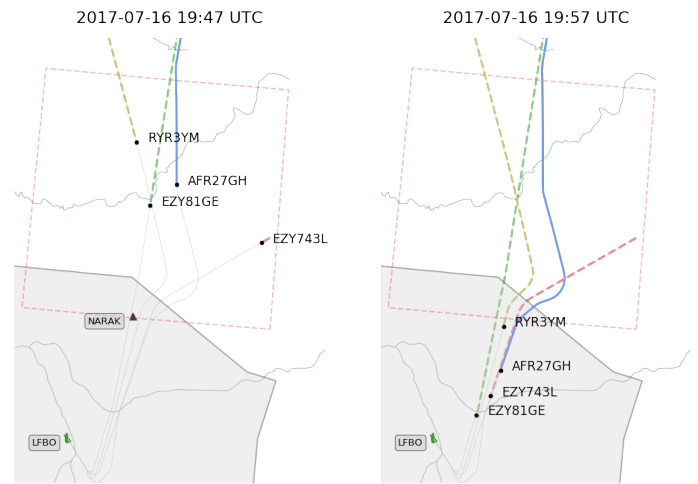 2017-07-16 19:47 UTC
RYR3YM
AFR27GH
EZY81GE
EZY743L
NARAK
LFBO
2017-07-16 19:57 UTC
RYR3YM
AFR27GH
EZY743L
EZY81GE
LFBO